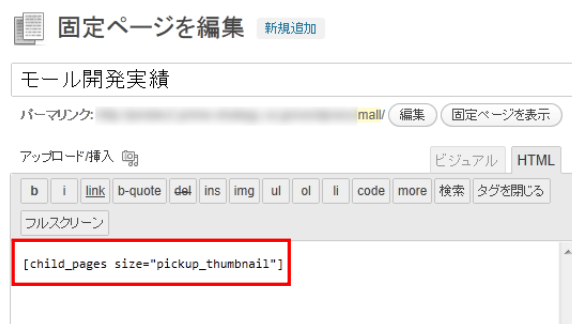 固定ページを編集 新規追加
モール開発実績
パーマリンク: mall/ 編集 固定ページを表示
アップロード/挿入 ビジュアル HTML
b i link b-quote del ins img ul ol li code more 検索 タグを閉じる
フルスクリーン
[child_pages size="pickup_thumbnail"]